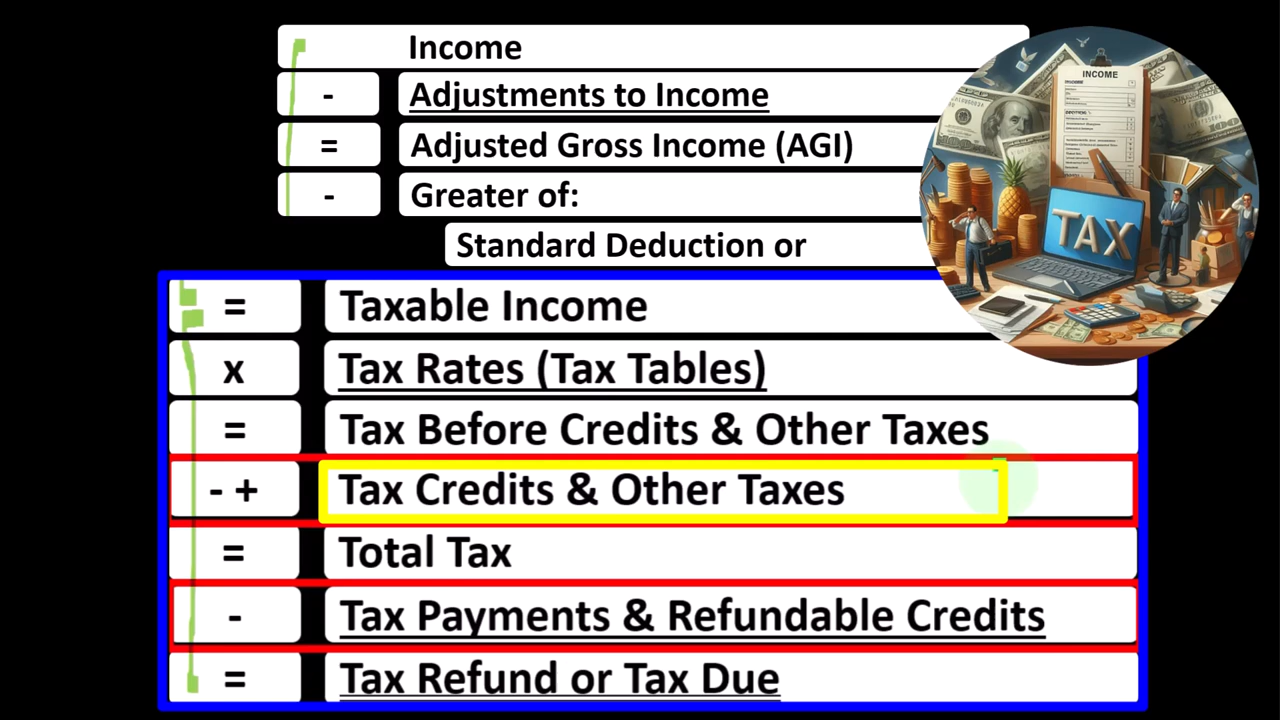 Income
- Adjustments to Income
= Adjusted Gross Income (AGI)
- Greater of:
Standard Deduction or
= Taxable Income
x Tax Rates (Tax Tables)
= Tax Before Credits & Other Taxes
- + Tax Credits & Other Taxes
= Total Tax
- Tax Payments & Refundable Credits
= Tax Refund or Tax Due
INCOME
TAX